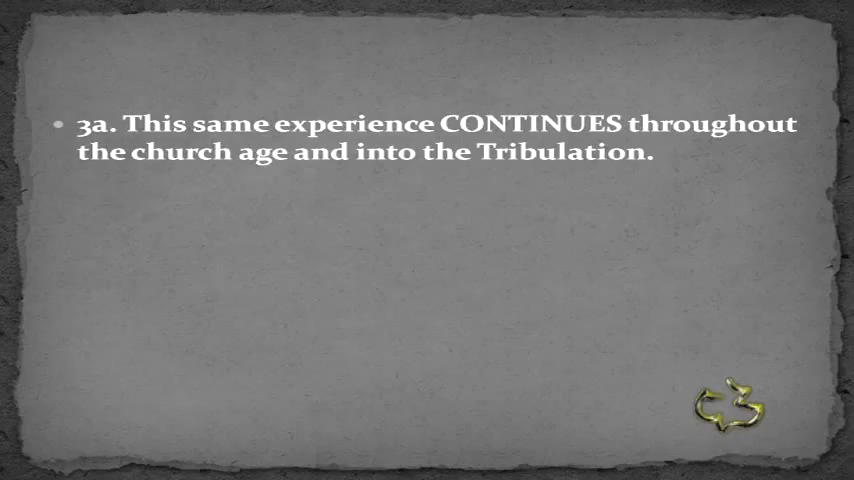 • 3a. This same experience CONTINUES throughout
the church age and into the Tribulation.